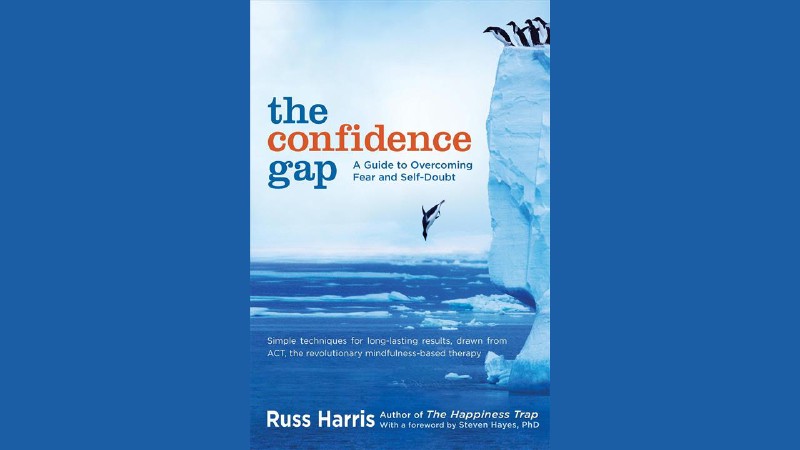 the
confidence
gap
A Guide to Overcoming
Fear and Self-Doubt
Simple techniques for long-lasting results, drawn from
ACT, the revolutionary mindfulness-based therapy
Russ Harris
Author of The Happiness Trap
With a foreword by Steven Hayes, PhD